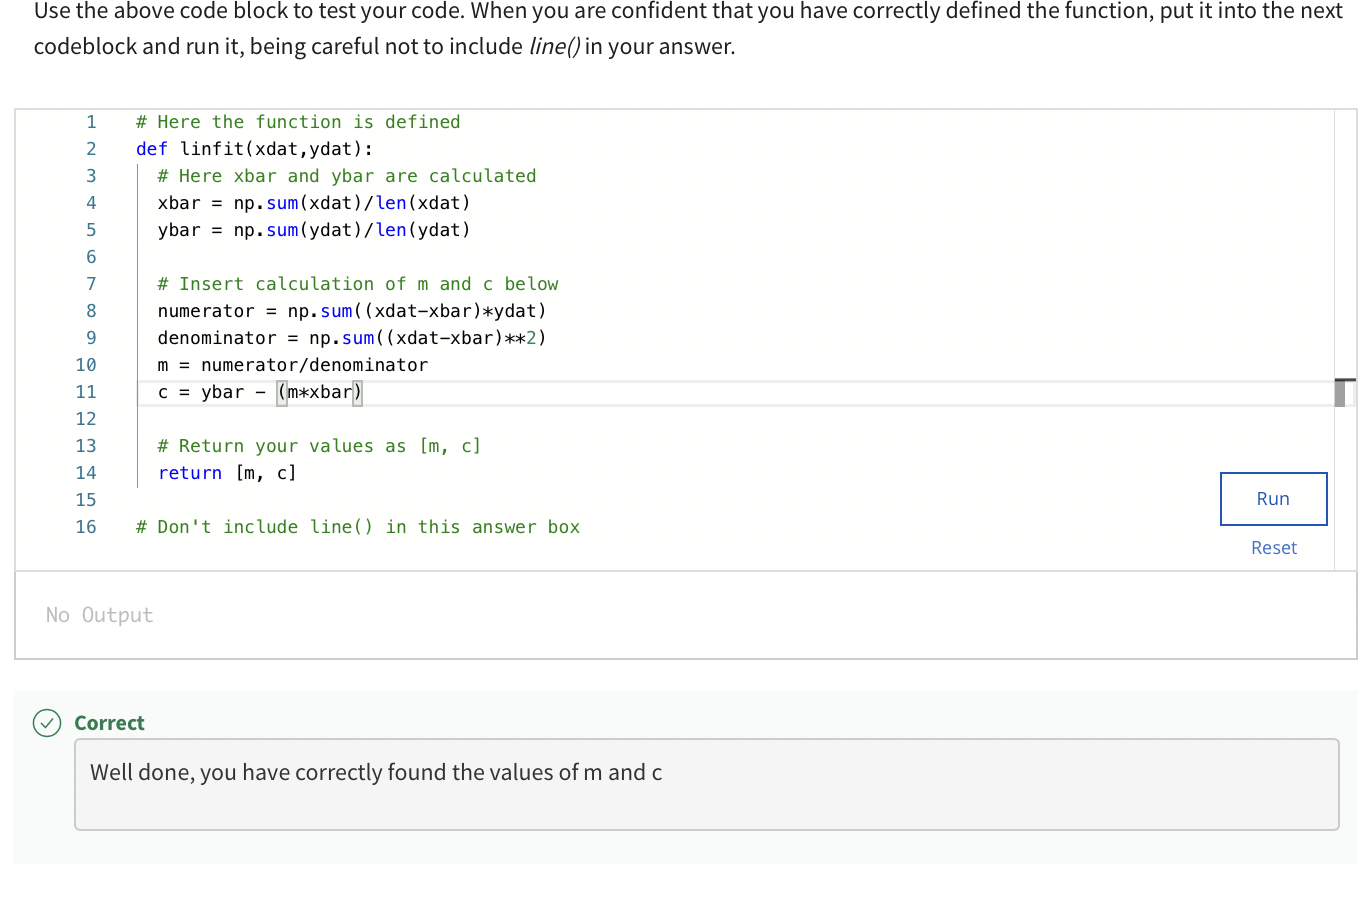 Use the above code block to test your code. When you are confident that you have correctly defined the function, put it into the next
codeblock and run it, being careful not to include line() in your answer.
1 # Here the function is defined
2 def linfit(xdat,ydat):
3 # Here xbar and ybar are calculated
4 xbar = np.sum(xdat)/len(xdat)
5 ybar = np.sum(ydat)/len(ydat)
6
7 # Insert calculation of m and c below
8 numerator = np.sum((xdat-xbar)*ydat)
9 denominator = np.sum((xdat-xbar)**2)
10 m = numerator/denominator
11 c = ybar - (m*xbar)
12
13 # Return your values as [m, c]
14 return [m, c]
15
16 # Don't include line() in this answer box
Run
Reset
No Output
Correct
Well done, you have correctly found the values of m and c